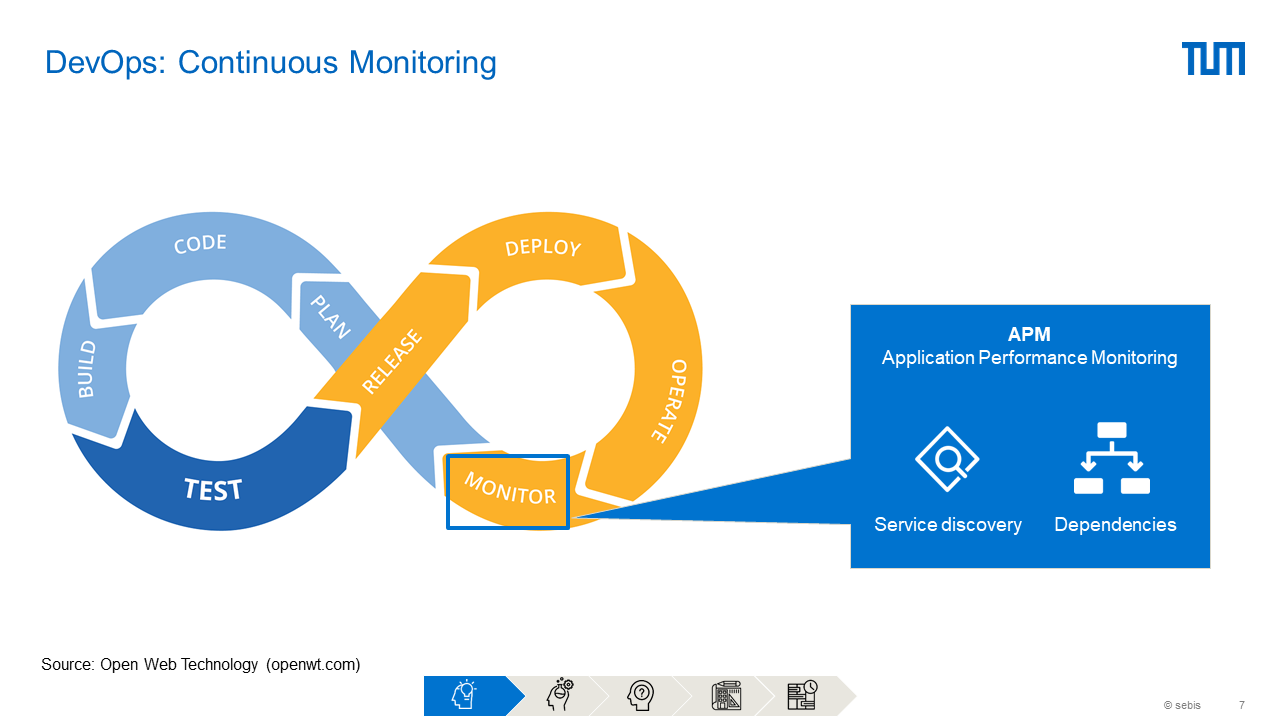 DevOps: Continuous Monitoring
TUM
CODE
PLAN
BUILD
TEST
RELEASE
DEPLOY
OPERATE
MONITOR
APM
Application Performance Monitoring
Service discovery
Dependencies
Source: Open Web Technology (openwt.com)
© sebis
7